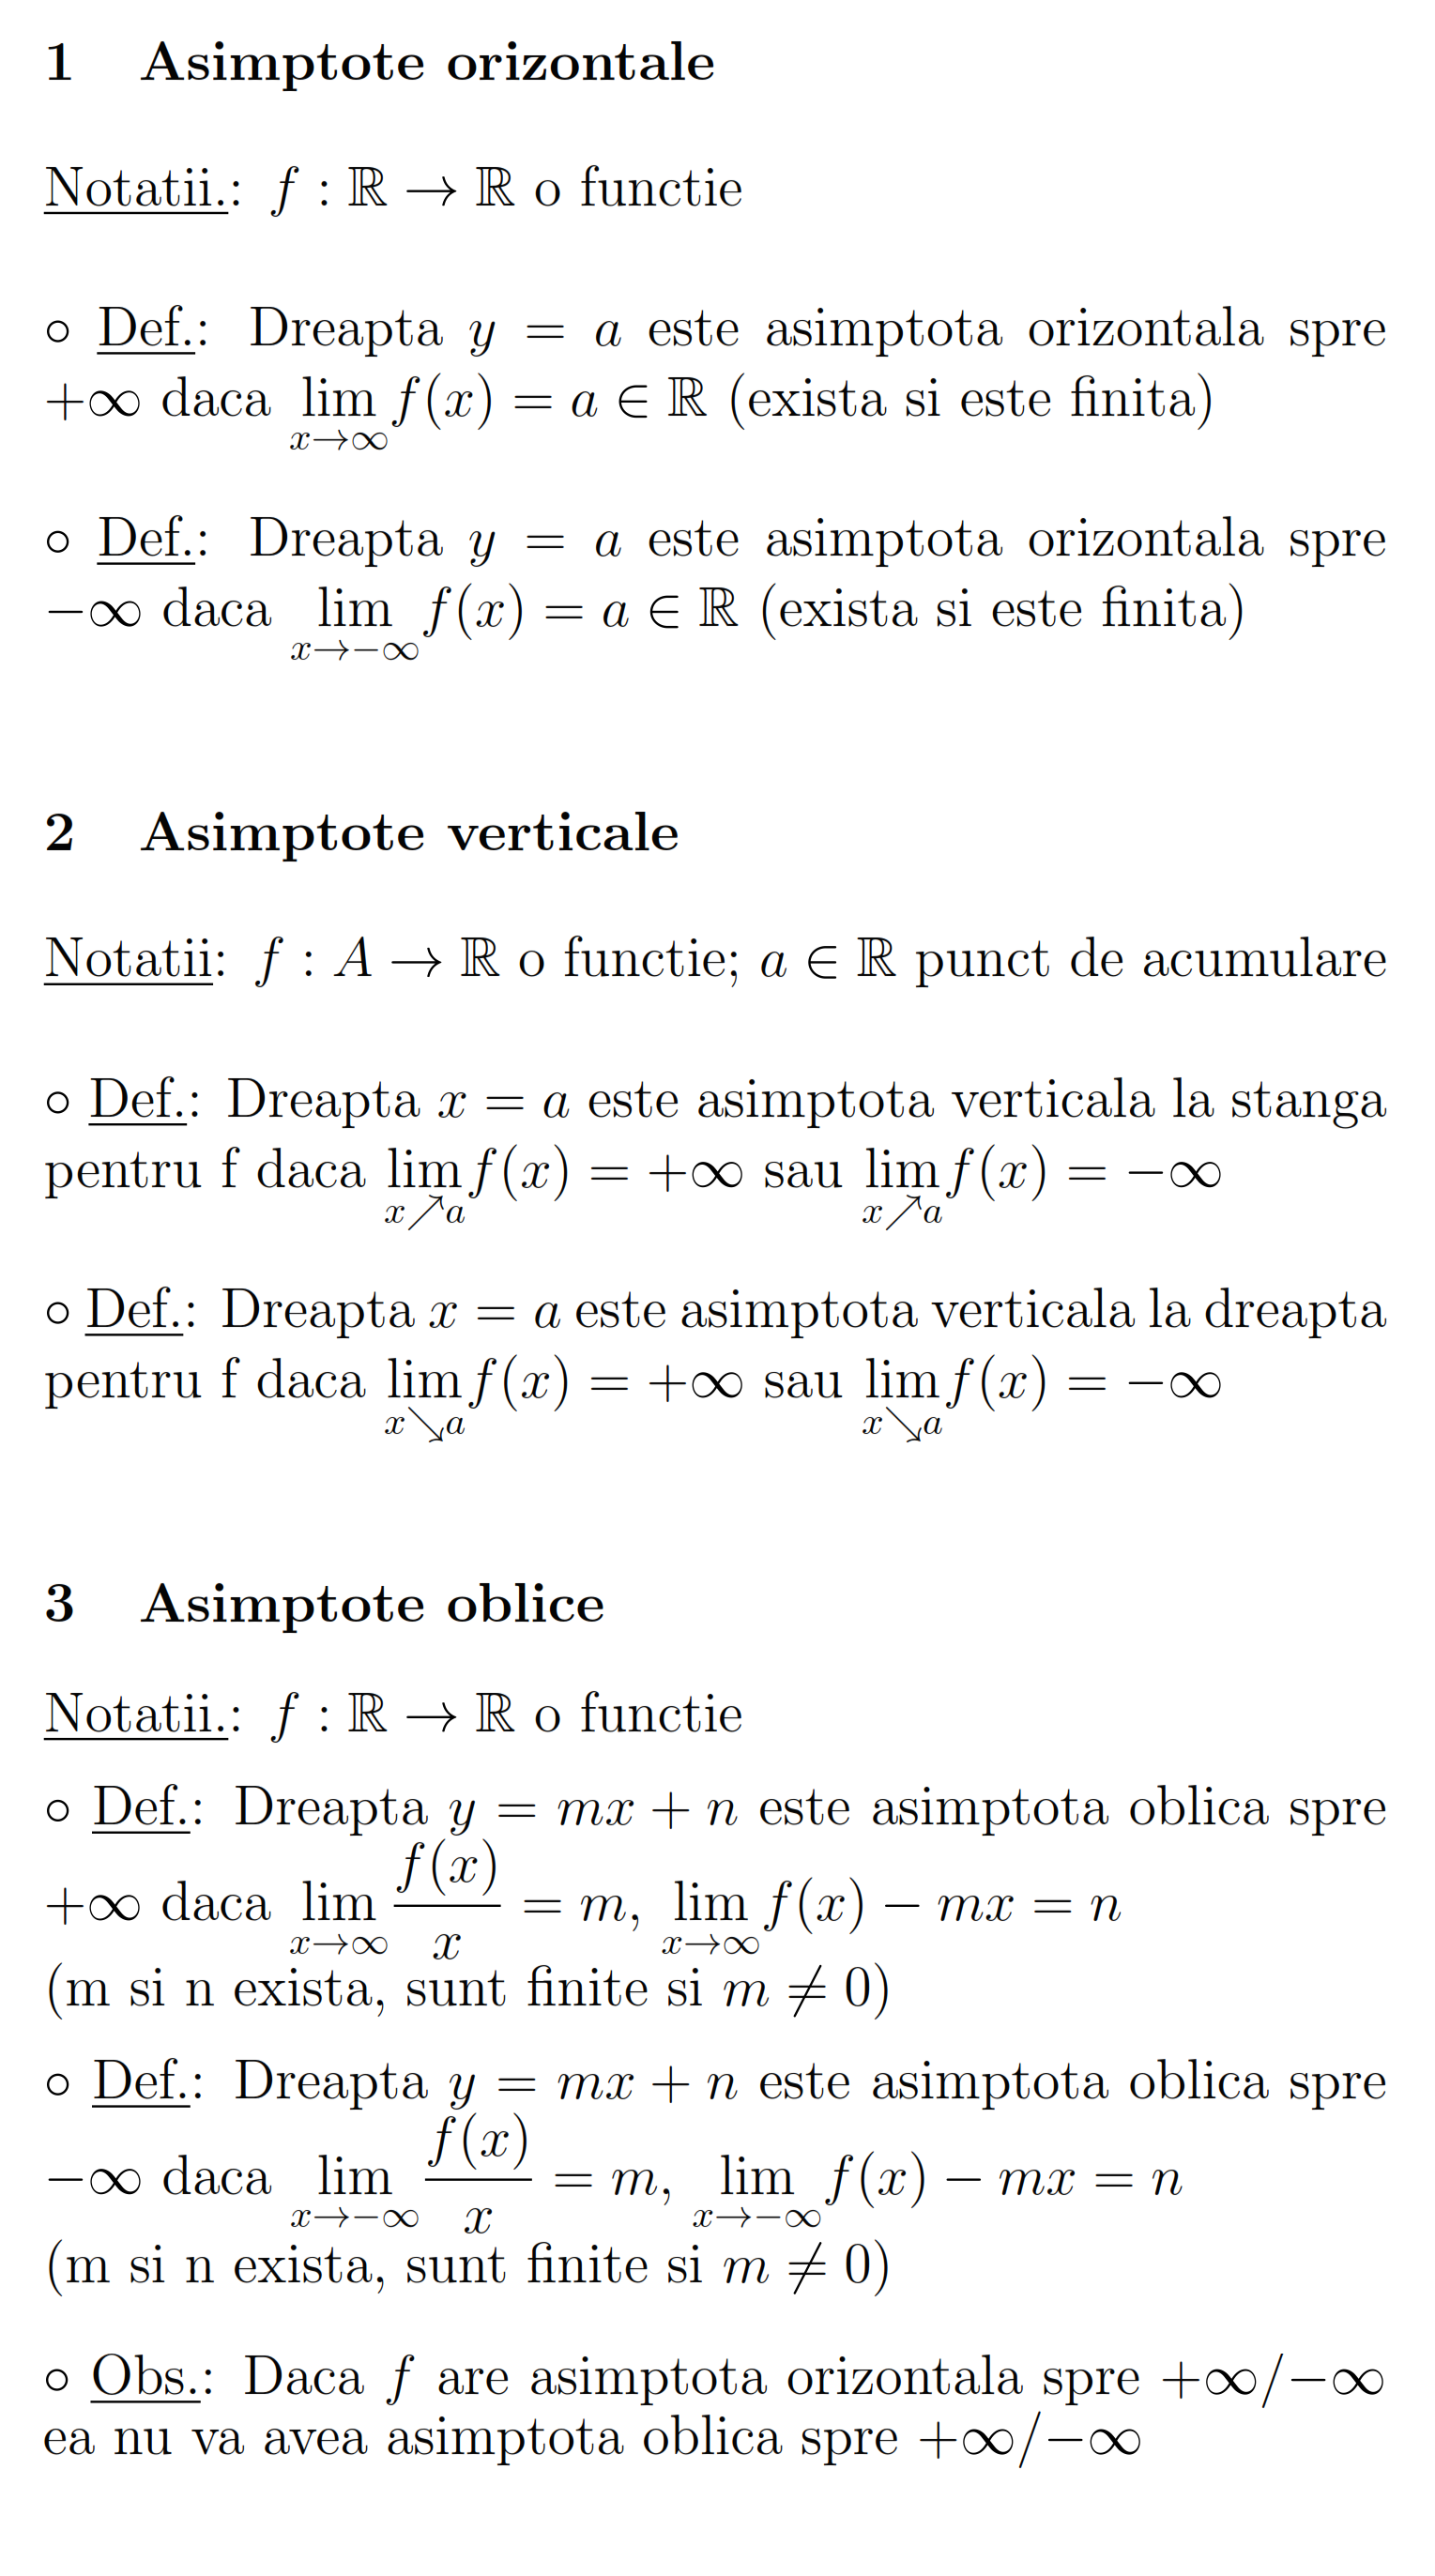 1 Asimptote orizontale
Notatii.: f : ℝ → ℝ o functie
◦ Def.: Dreapta y = a este asimptota orizontala spre
+∞ daca lim_{x→∞} f(x) = a ∈ ℝ (exista si este finita)
◦ Def.: Dreapta y = a este asimptota orizontala spre
−∞ daca lim_{x→−∞} f(x) = a ∈ ℝ (exista si este finita)
2 Asimptote verticale
Notatii: f : A → ℝ o functie; a ∈ ℝ punct de acumulare
◦ Def.: Dreapta x = a este asimptota verticala la stanga
pentru f daca lim_{x↗a} f(x) = +∞ sau lim_{x↗a} f(x) = −∞
◦ Def.: Dreapta x = a este asimptota verticala la dreapta
pentru f daca lim_{x↘a} f(x) = +∞ sau lim_{x↘a} f(x) = −∞
3 Asimptote oblice
Notatii.: f : ℝ → ℝ o functie
◦ Def.: Dreapta y = mx + n este asimptota oblica spre
+∞ daca lim_{x→∞} f(x)/x = m, lim_{x→∞} f(x) − mx = n
(m si n exista, sunt finite si m ≠ 0)
◦ Def.: Dreapta y = mx + n este asimptota oblica spre
−∞ daca lim_{x→−∞} f(x)/x = m, lim_{x→−∞} f(x) − mx = n
(m si n exista, sunt finite si m ≠ 0)
◦ Obs.: Daca f are asimptota orizontala spre +∞/−∞
ea nu va avea asimptota oblica spre +∞/−∞